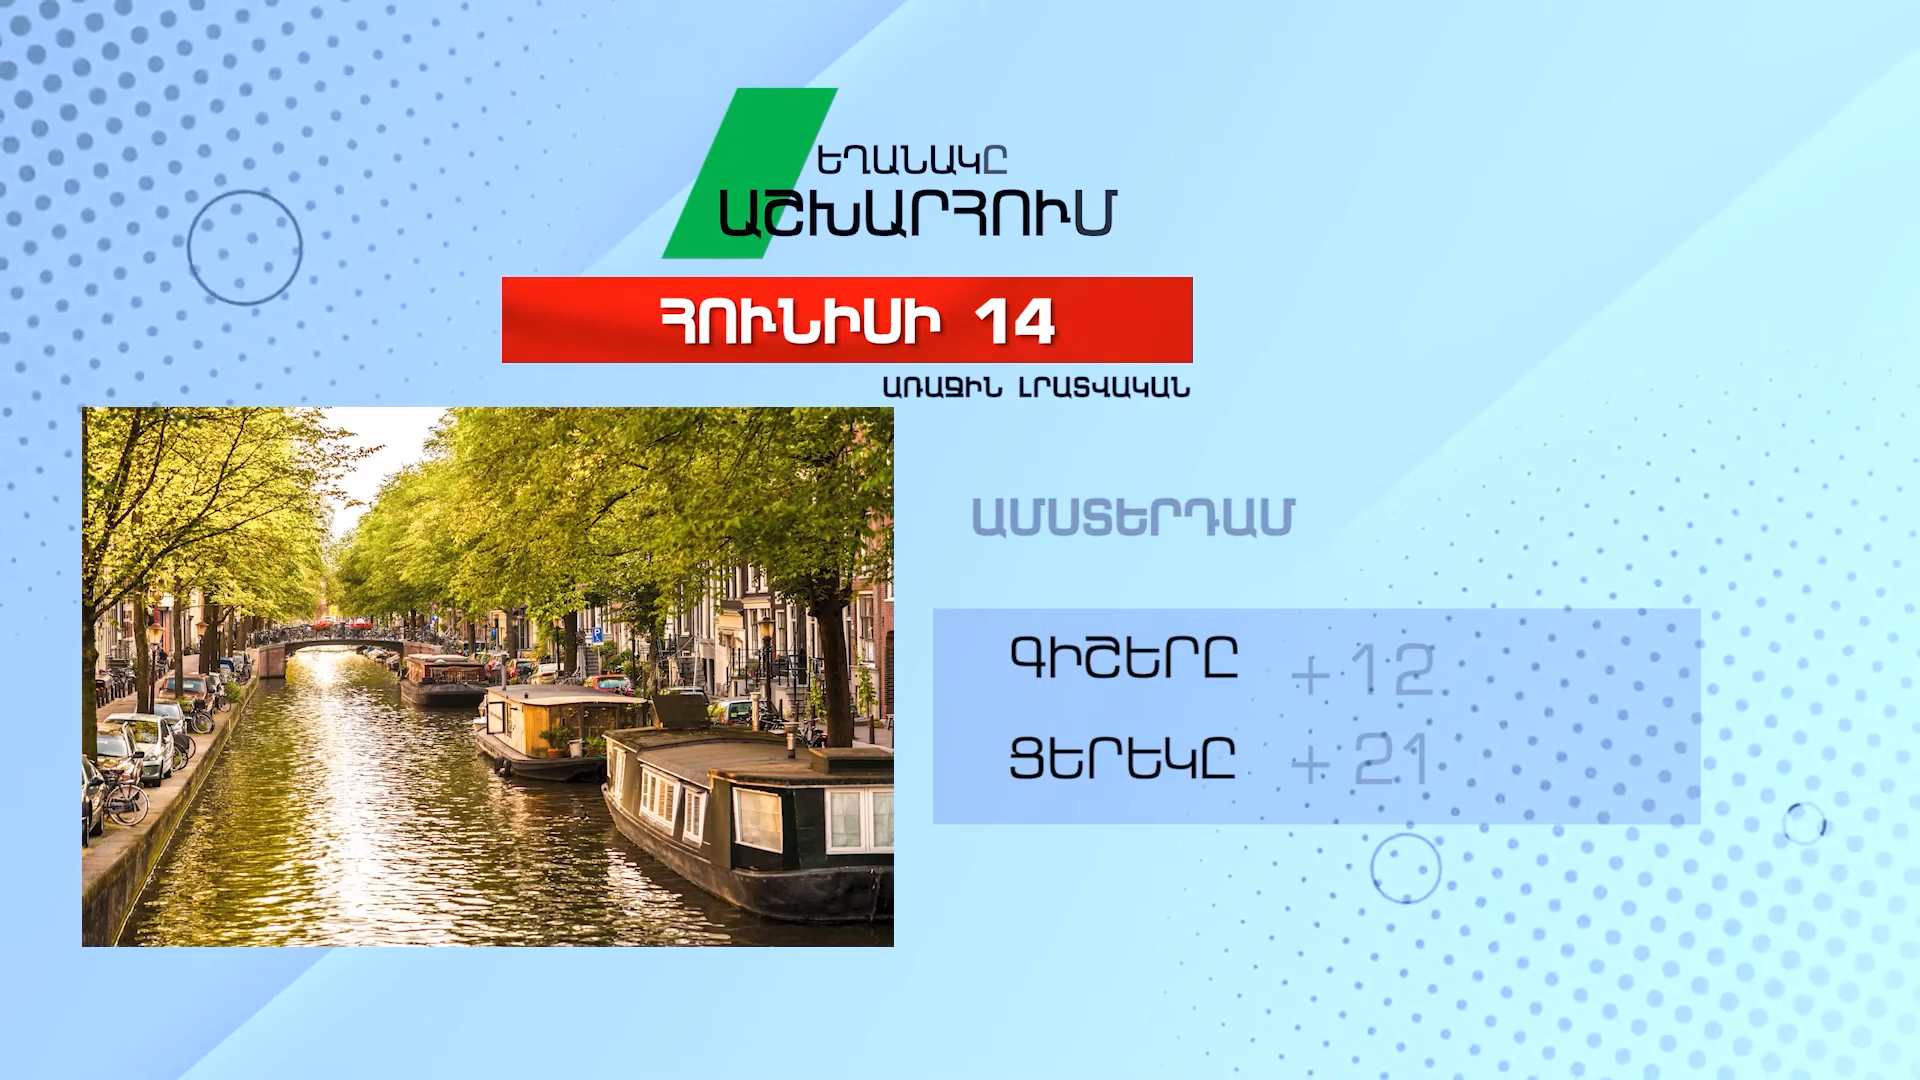 ԵՂԱՆԱԿԸ
ԱՇԽԱՐՀՈՒՄ
ՀՈՒՆԻՍԻ 14
ԱՌԱՋԻՆ ԼՐԱՏՎԱԿԱՆ
ԱՄՍՏԵՐԴԱՄ
ԳԻՇԵՐԸ +12
ՑԵՐԵԿԸ +21
P